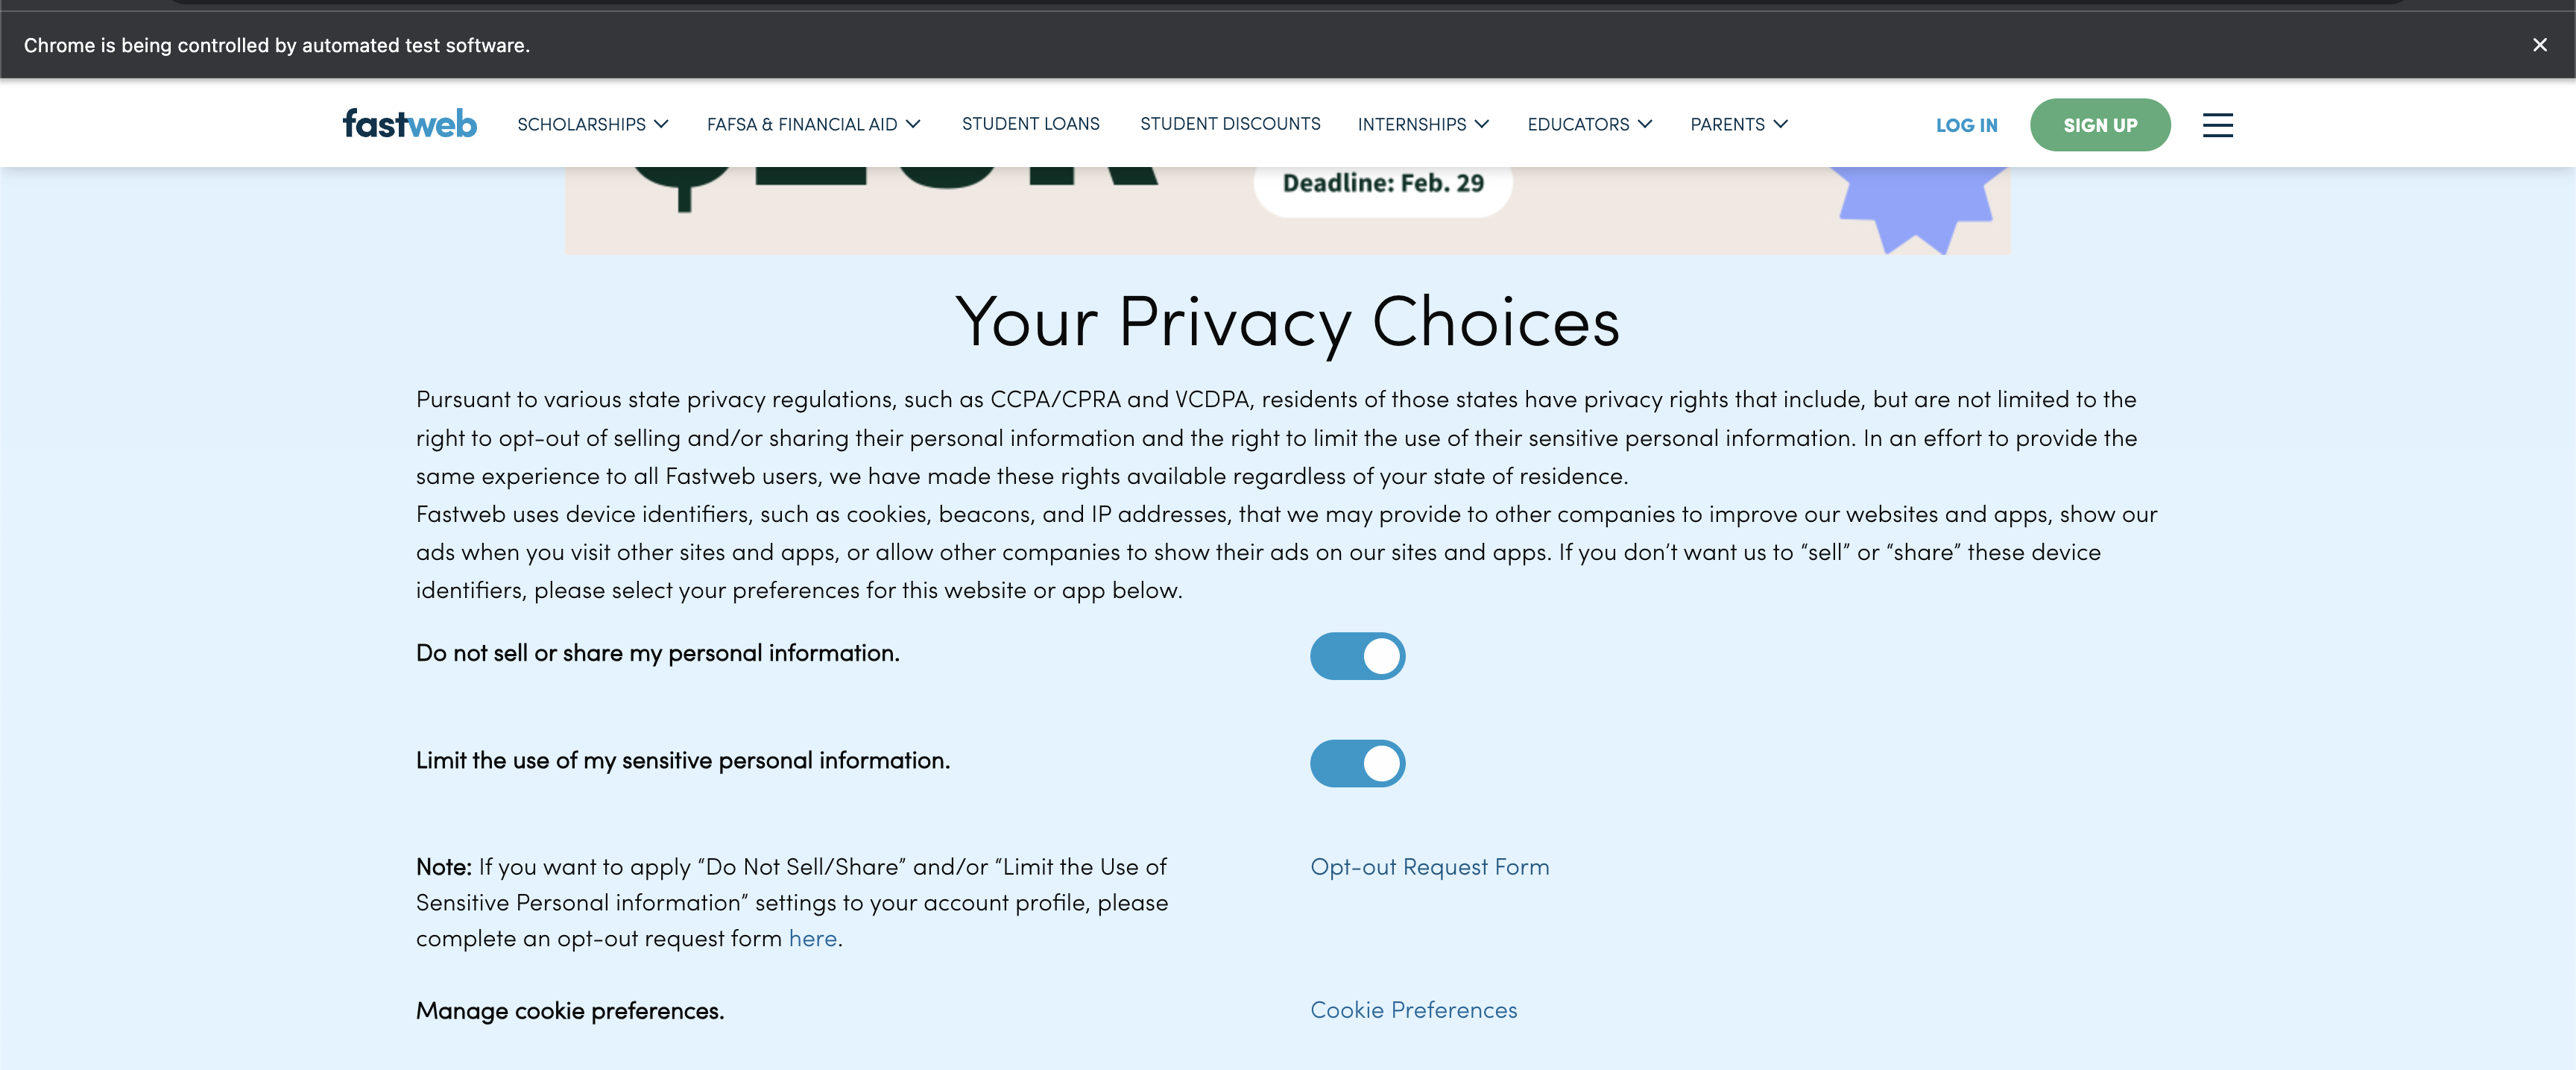 Chrome is being controlled by automated test software.
fastweb SCHOLARSHIPS FAFSA & FINANCIAL AID STUDENT LOANS STUDENT DISCOUNTS INTERNSHIPS EDUCATORS PARENTS LOG IN SIGN UP
Deadline: Feb. 29
Your Privacy Choices
Pursuant to various state privacy regulations, such as CCPA/CPRA and VCDPA, residents of those states have privacy rights that include, but are not limited to the
right to opt-out of selling and/or sharing their personal information and the right to limit the use of their sensitive personal information. In an effort to provide the
same experience to all Fastweb users, we have made these rights available regardless of your state of residence.
Fastweb uses device identifiers, such as cookies, beacons, and IP addresses, that we may provide to other companies to improve our websites and apps, show our
ads when you visit other sites and apps, or allow other companies to show their ads on our sites and apps. If you don’t want us to “sell” or “share” these device
identifiers, please select your preferences for this website or app below.
Do not sell or share my personal information.
Limit the use of my sensitive personal information.
Note: If you want to apply “Do Not Sell/Share” and/or “Limit the Use of
Sensitive Personal information” settings to your account profile, please
complete an opt-out request form here.
Opt-out Request Form
Manage cookie preferences.
Cookie Preferences